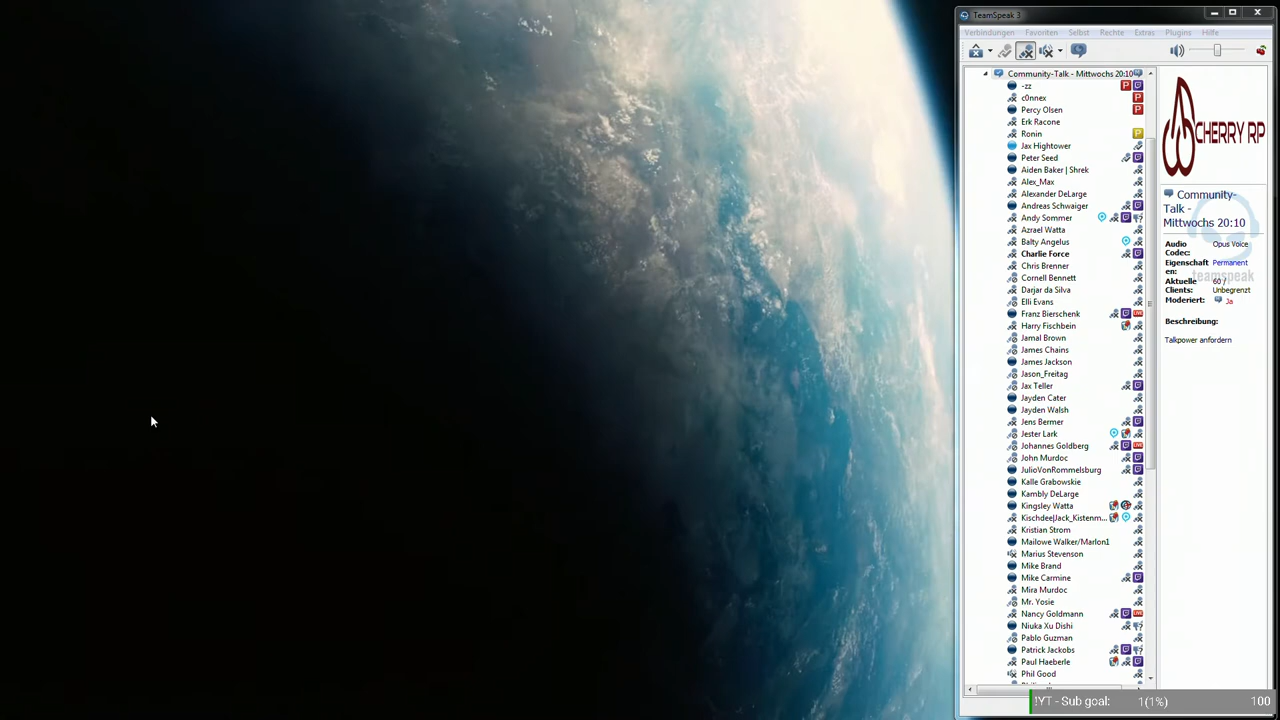 TeamSpeak 3
Verbindungen Favoriten Selbst Rechte Extras Plugins Hilfe
Community-Talk - Mittwochs 20:10
-zz
c0nnex
Percy Olsen
Erk Racone
Ronin
Jax Hightower
Peter Seed
Aiden Baker | Shrek
Alex_Max
Alexander DeLarge
Andreas Schwaiger
Andy Sommer
Azrael Watta
Balty Angelus
Charlie Force
Chris Brenner
Cornell Bennett
Darjar da Silva
Elli Evans
Franz Bierschenk
Harry Fischbein
Jamal Brown
James Chains
James Jackson
Jason_Freitag
Jax Teller
Jayden Cater
Jayden Walsh
Jens Bermer
Jester Lark
Johannes Goldberg
John Murdoc
JulioVonRommelsburg
Kalle Grabowskie
Kambly DeLarge
Kingsley Watta
Kischdee|Jack_Kistenm...
Kristian Strom
Mailowe Walker/Marlon1
Marius Stevenson
Mike Brand
Mike Carmine
Mira Murdoc
Mr. Yosie
Nancy Goldmann
Niuka Xu Dishi
Pablo Guzman
Patrick Jackobs
Paul Haeberle
Phil Good
CHERRY RP
Community-
Talk -
Mittwochs 20:10
teamspeak
Audio Codec: Opus Voice
Eigenschaften: Permanent
Aktuelle Clients: 60 / Unbegrenzt
Moderiert: Ja
Beschreibung:
Talkpower anfordern
!YT - Sub goal: 1(1%) 100